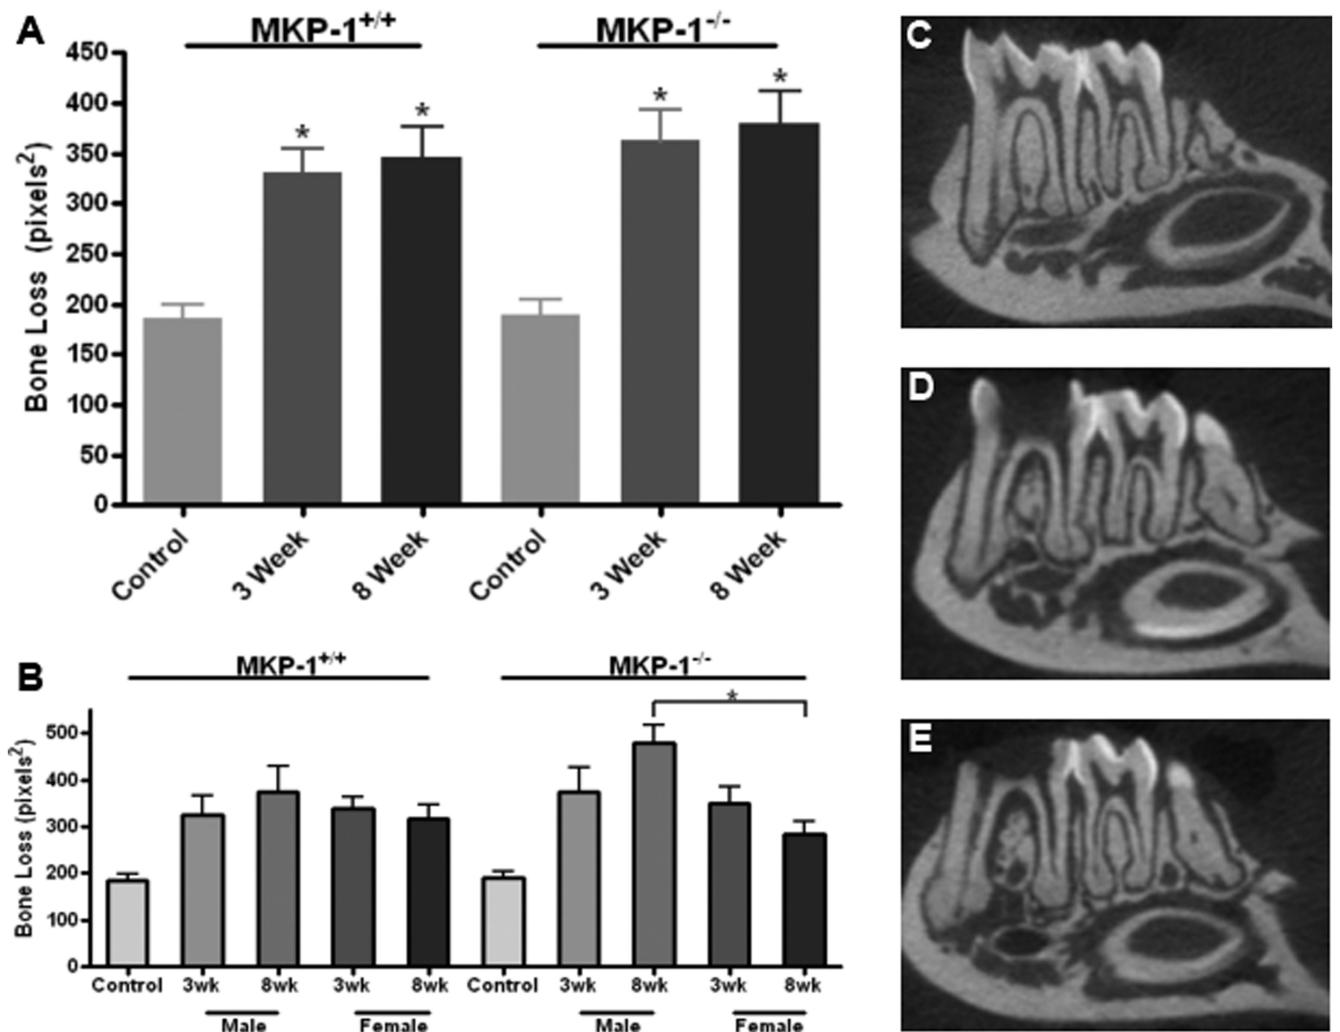 A
MKP-1+/+ MKP-1-/-
Bone Loss (pixels2)
450
400
350
300
250
200
150
100
50
0
* * * *
Control 3 Week 8 Week Control 3 Week 8 Week
B
MKP-1+/+ MKP-1-/-
*
Bone Loss (pixels2)
500
400
300
200
100
0
Control 3wk 8wk 3wk 8wk Control 3wk 8wk 3wk 8wk
Male Female Male Female
C
D
E